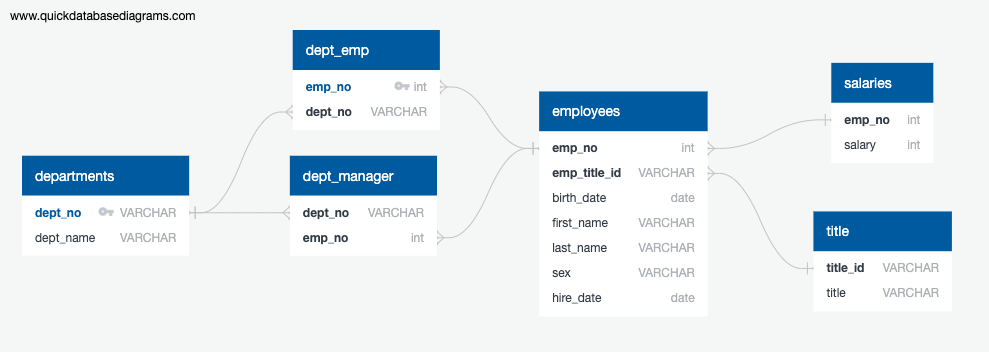 www.quickdatabasediagrams.com
dept_emp
emp_no int
dept_no VARCHAR
departments
dept_no VARCHAR
dept_name VARCHAR
dept_manager
dept_no VARCHAR
emp_no int
employees
emp_no int
emp_title_id VARCHAR
birth_date date
first_name VARCHAR
last_name VARCHAR
sex VARCHAR
hire_date date
salaries
emp_no int
salary int
title
title_id VARCHAR
title VARCHAR